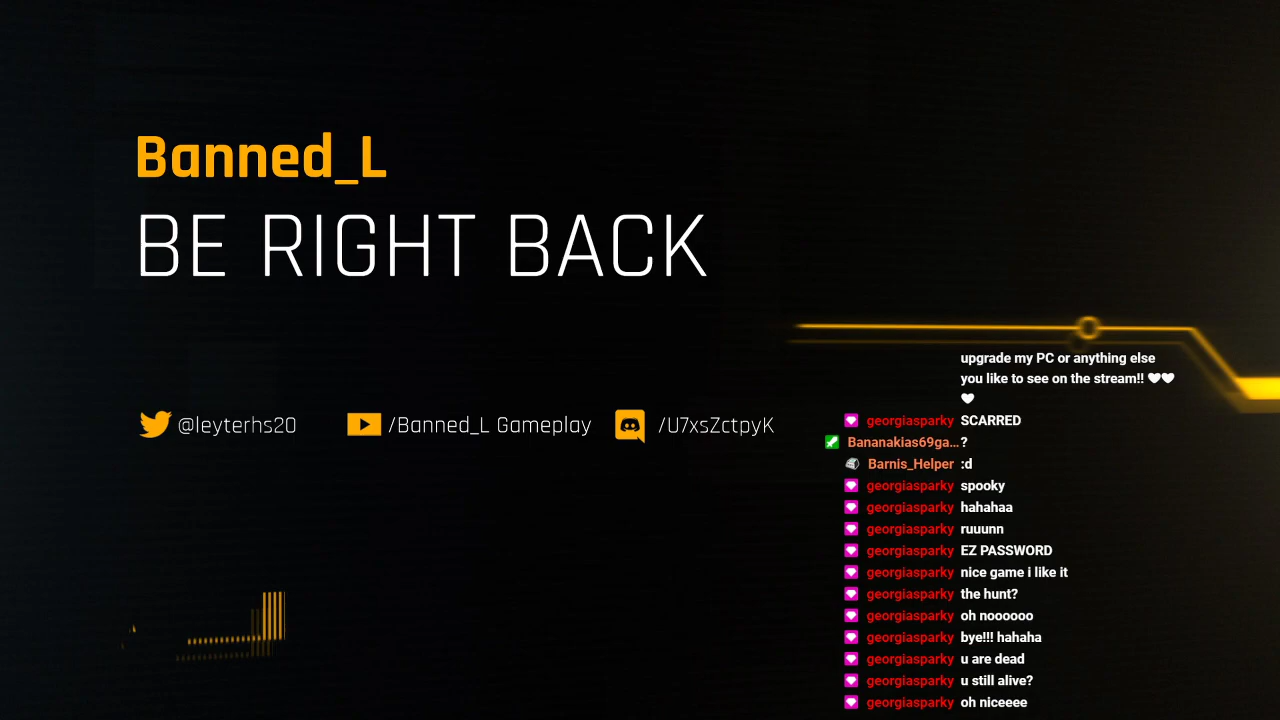 Banned_L
BE RIGHT BACK
@leyterhs20 /Banned_L Gameplay /U7xsZctpyK
upgrade my PC or anything else
you like to see on the stream!! 🤍🤍
🤍
georgiasparky SCARRED
Bananakias69ga... ?
Barnis_Helper :d
georgiasparky spooky
georgiasparky hahahaa
georgiasparky ruuunn
georgiasparky EZ PASSWORD
georgiasparky nice game i like it
georgiasparky the hunt?
georgiasparky oh noooooo
georgiasparky bye!!! hahaha
georgiasparky u are dead
georgiasparky u still alive?
georgiasparky oh niceeee